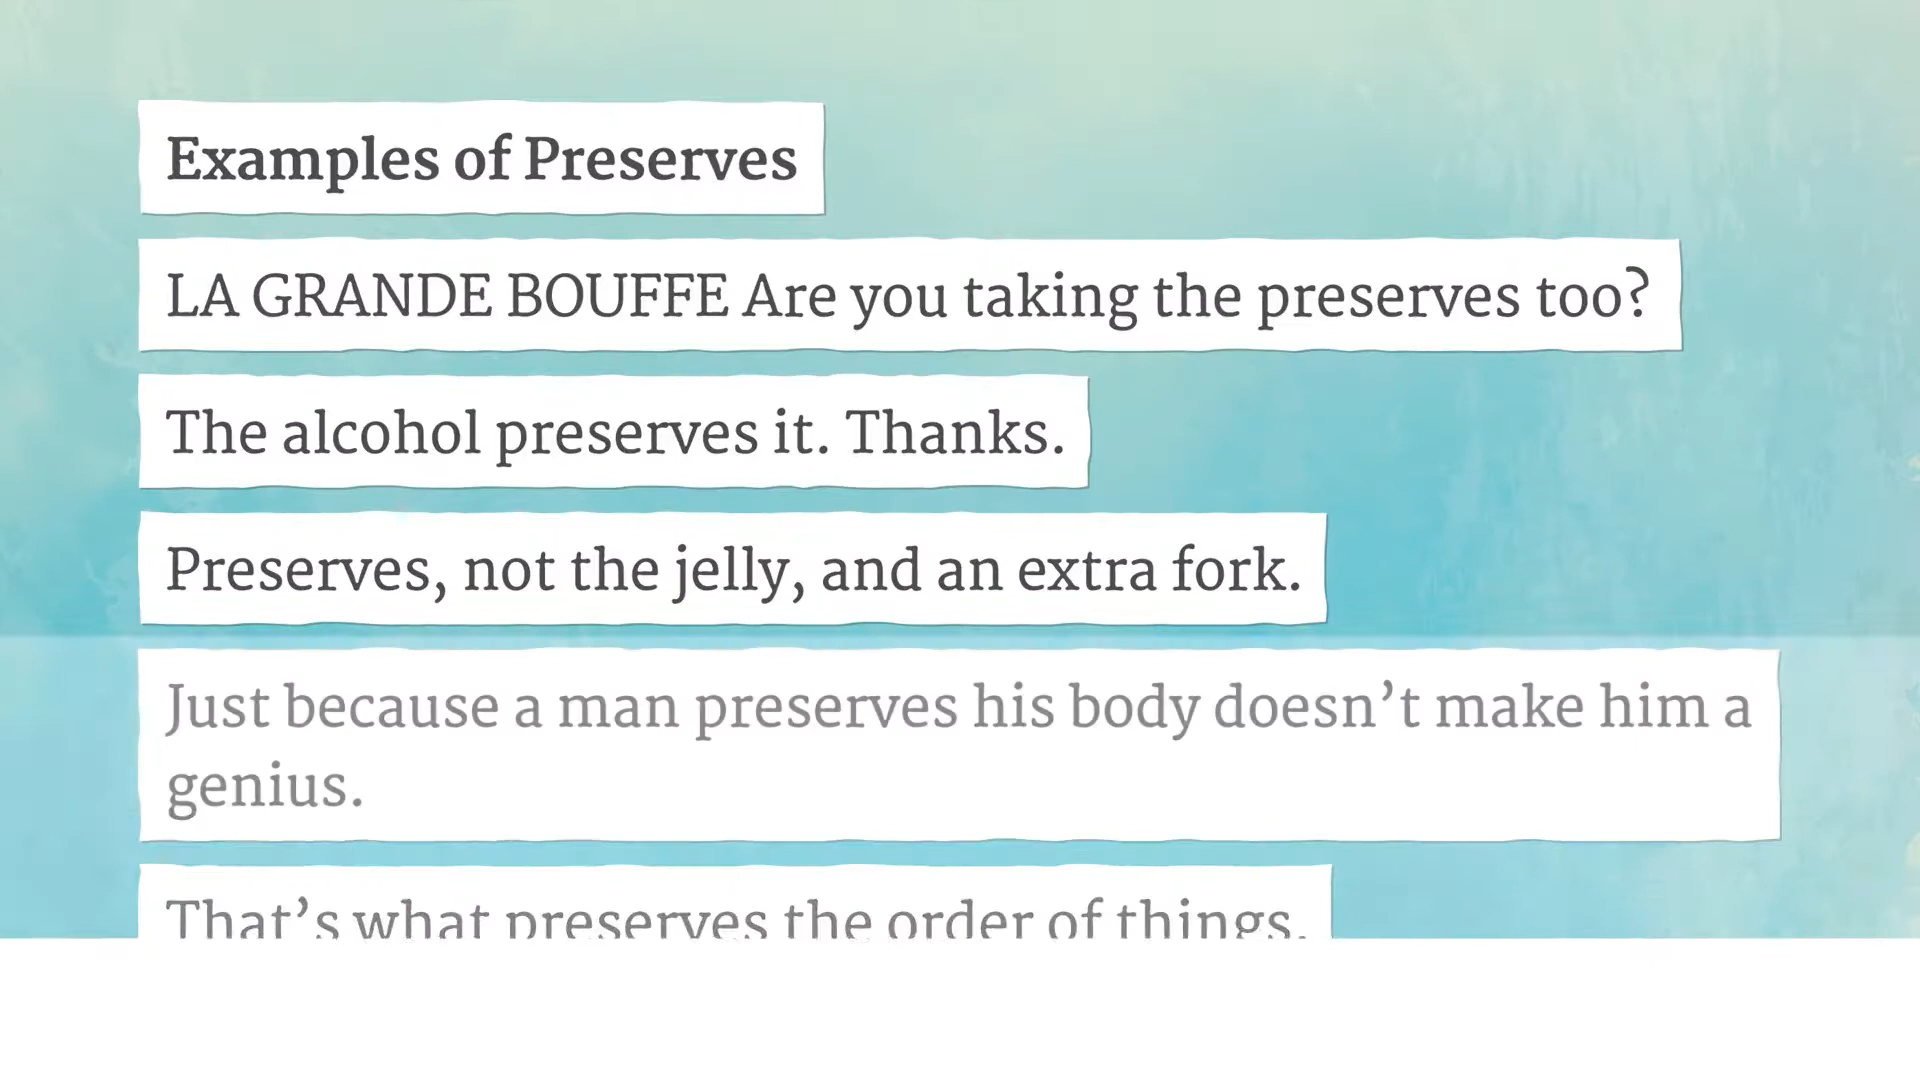 Examples of Preserves
LA GRANDE BOUFFE Are you taking the preserves too?
The alcohol preserves it. Thanks.
Preserves, not the jelly, and an extra fork.
Just because a man preserves his body doesn’t make him a
genius.
That’s what preserves the order of things.